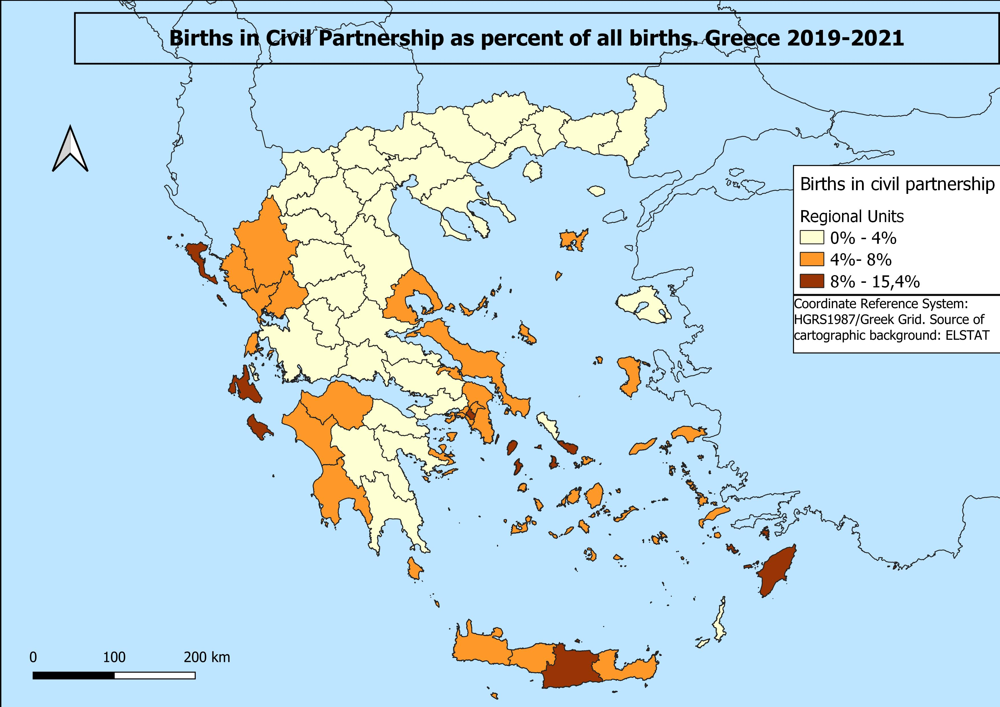 Births in Civil Partnership as percent of all births. Greece 2019-2021
Births in civil partnership
Regional Units
0% - 4%
4%- 8%
8% - 15,4%
Coordinate Reference System:
HGRS1987/Greek Grid. Source of
cartographic background: ELSTAT
0 100 200 km